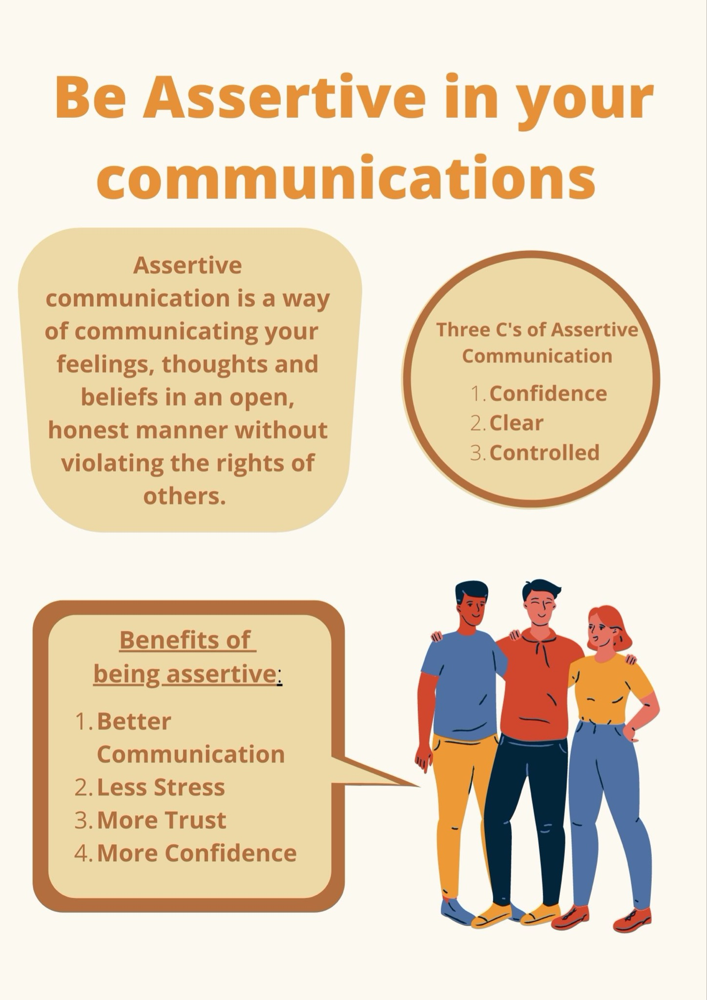 Be Assertive in your
communications
Assertive
communication is a way
of communicating your
feelings, thoughts and
beliefs in an open,
honest manner without
violating the rights of
others.
Three C's of Assertive
Communication
1. Confidence
2. Clear
3. Controlled
Benefits of
being assertive:
1. Better
Communication
2. Less Stress
3. More Trust
4. More Confidence